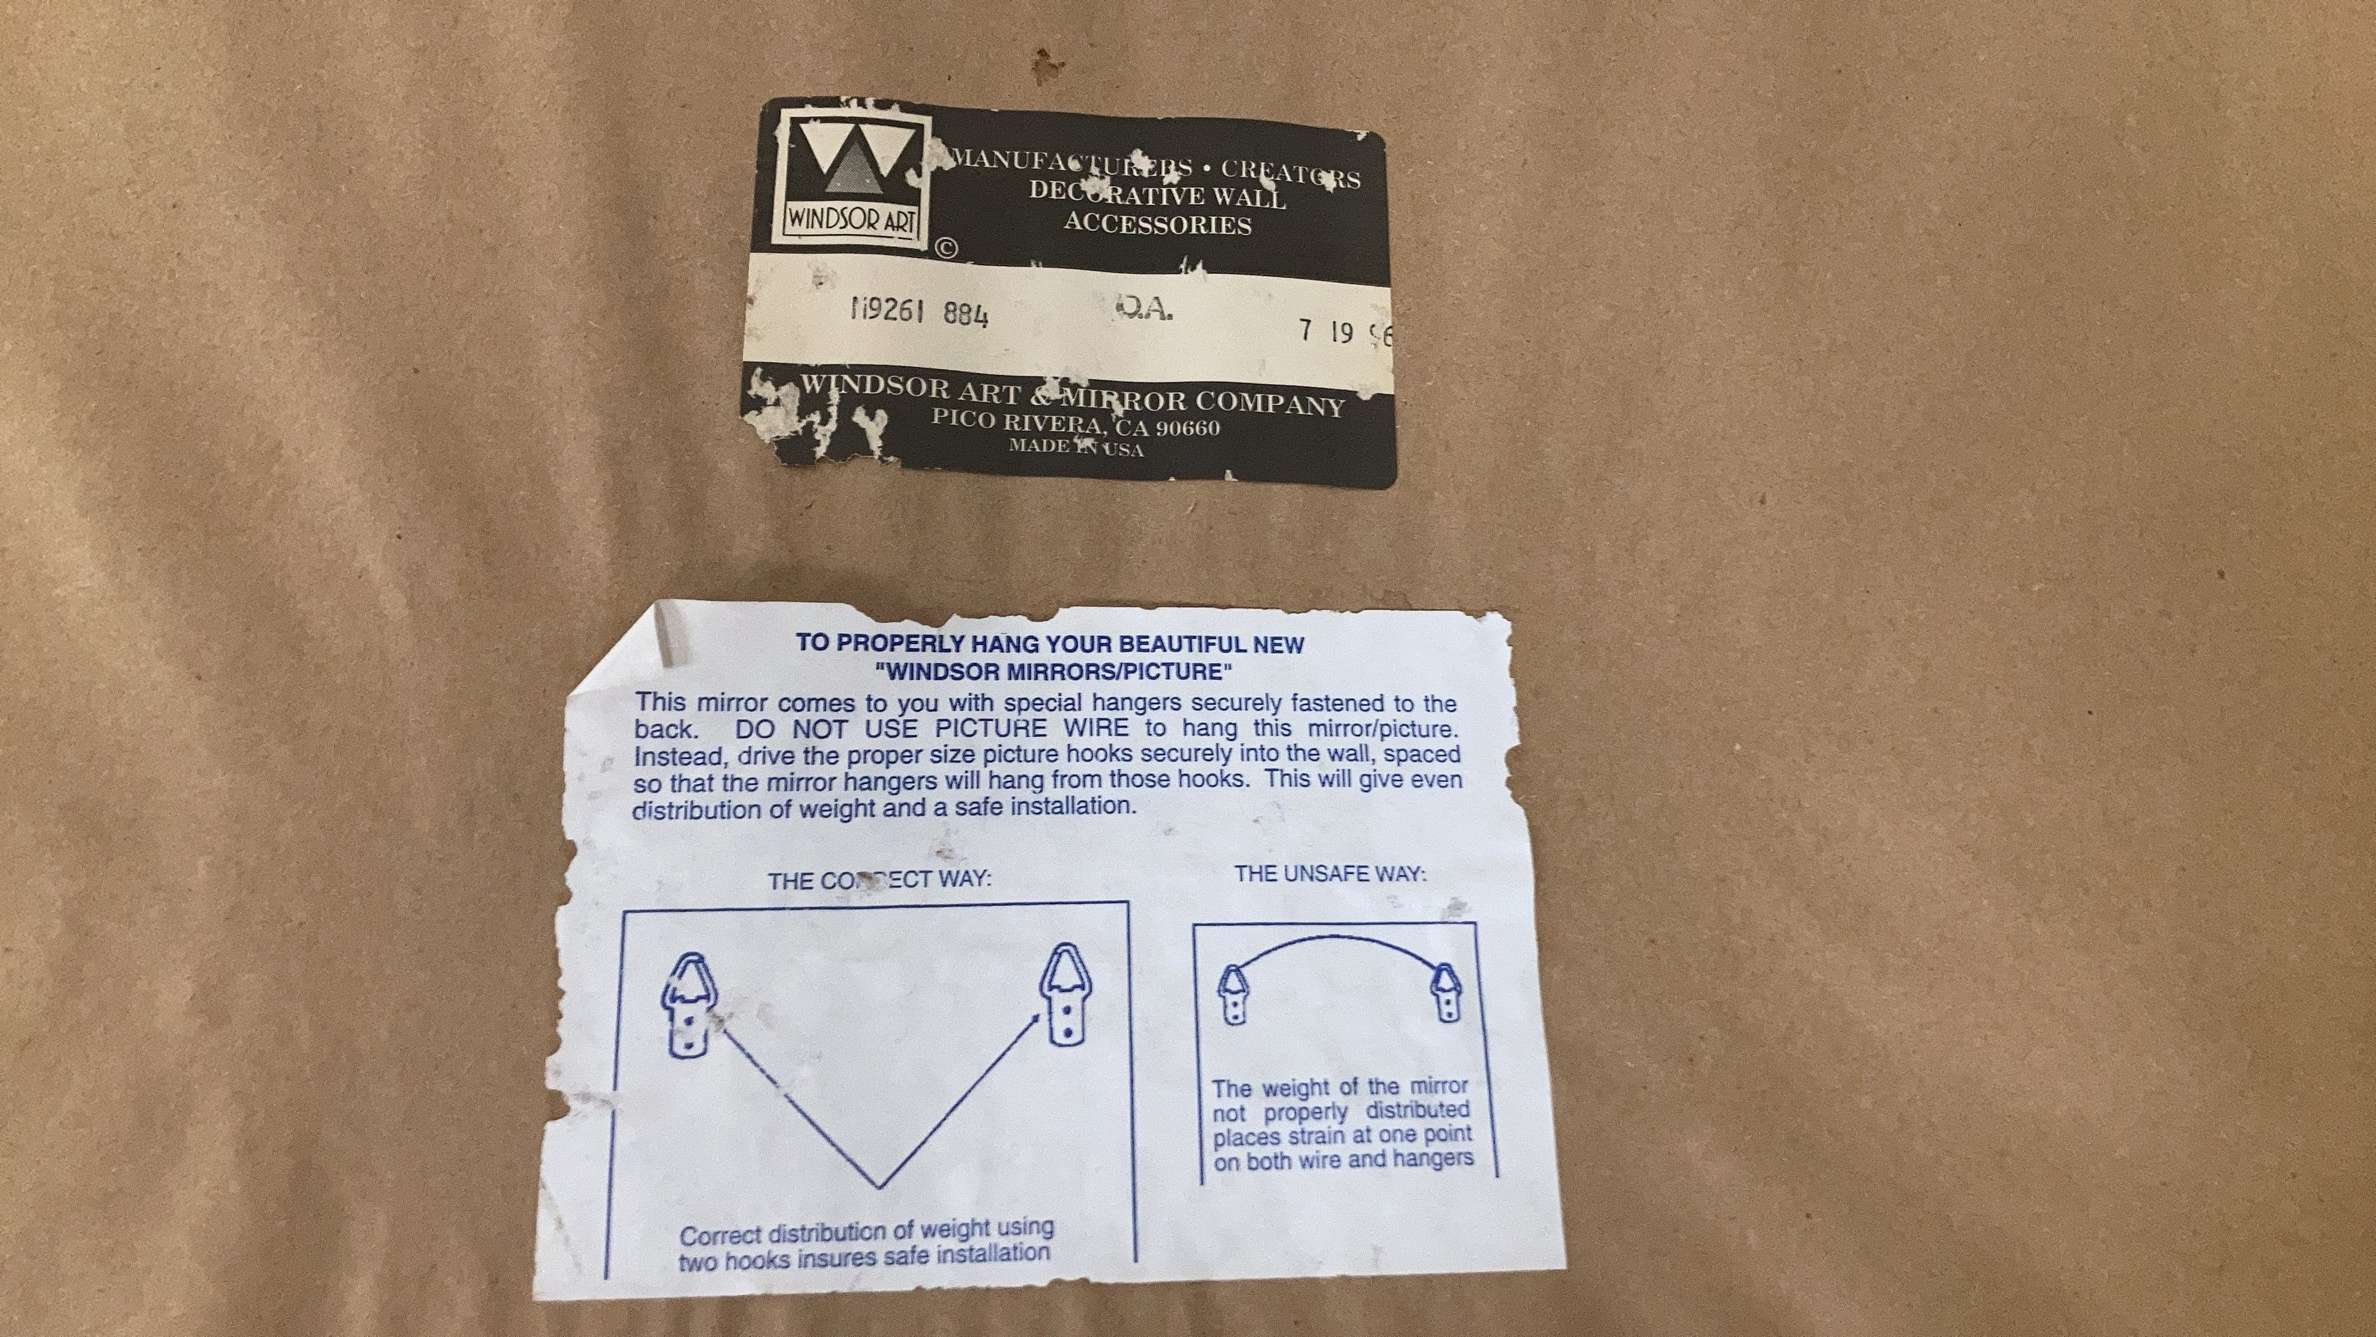 WINDSOR ART
©
MANUFACTURERS • CREATORS
DECORATIVE WALL
ACCESSORIES
884 7 19
WINDSOR ART & MIRROR COMPANY
PICO RIVERA, CA 90660
MADE IN USA
TO PROPERLY HANG YOUR BEAUTIFUL NEW
"WINDSOR MIRRORS/PICTURE"
This mirror comes to you with special hangers securely fastened to the
back. DO NOT USE PICTURE WIRE to hang this mirror/picture.
Instead, drive the proper size picture hooks securely into the wall, spaced
so that the mirror hangers will hang from those hooks. This will give even
distribution of weight and a safe installation.
THE CORRECT WAY:
Correct distribution of weight using
two hooks insures safe installation
THE UNSAFE WAY:
The weight of the mirror
not properly distributed
places strain at one point
on both wire and hangers